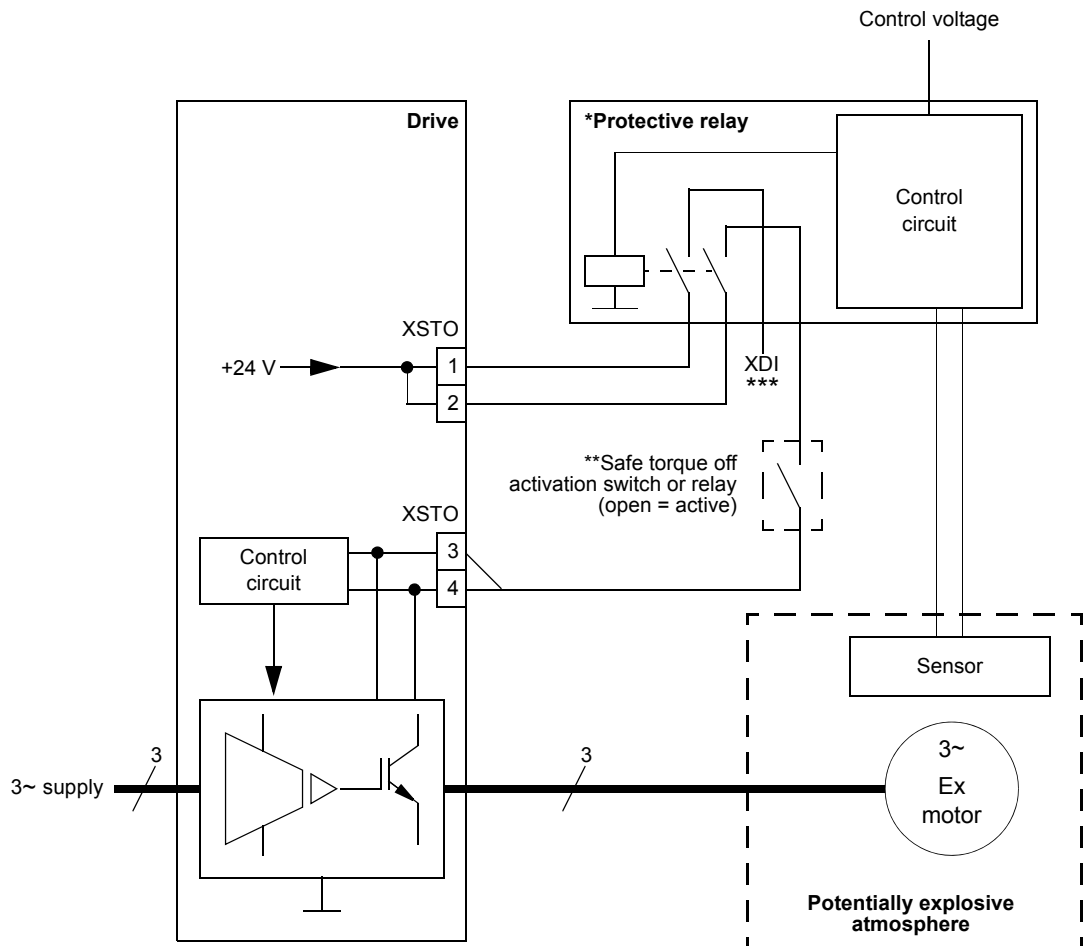 Control voltage
Drive
*Protective relay
Control
circuit
XSTO
+24 V
1
2
XDI
***
**Safe torque off
activation switch or relay
(open = active)
XSTO
3
4
Control
circuit
Sensor
3~ supply
3
3
3~
Ex
motor
Potentially explosive
atmosphere